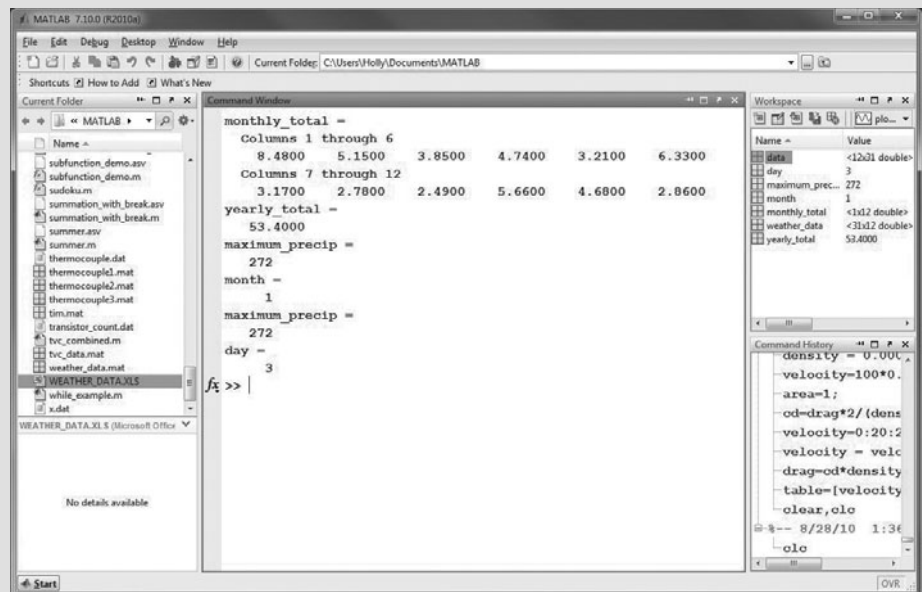 MATLAB 7.10.0 (R2010a)
File Edit Debug Desktop Window Help
Current Folder: C:\Users\Holly\Documents\MATLAB
Shortcuts How to Add What's New
Current Folder
« MATLAB
Name
subfunction_demo.asv
subfunction_demo.m
sudoku.m
summation_with_break.asv
summation_with_break.m
summer.asv
summer.m
thermocouple.dat
thermocouple1.mat
thermocouple2.mat
thermocouple3.mat
tim.mat
transistor_count.dat
tvc_combined.m
tvc_data.mat
weather_data.mat
WEATHER_DATA.XLS
while_example.m
x.dat
WEATHER_DATA.XLS (Microsoft Office
No details available
Start
Command Window
monthly_total =
Columns 1 through 6
8.4800 5.1500 3.8500 4.7400 3.2100 6.3300
Columns 7 through 12
3.1700 2.7800 2.4900 5.6600 4.6800 2.8600
yearly_total =
53.4000
maximum_precip =
272
month =
1
maximum_precip =
272
day =
3
fx >>
Workspace
plo...
Name Value
data <12x31 double>
day 3
maximum_prec... 272
month 1
monthly_total <1x12 double>
weather_data <31x12 double>
yearly_total 53.4000
Command History
density = 0.000
velocity=100*0.
area=1;
cd=drag*2/(dens
velocity=0:20:2
velocity = velo
drag=cd*density
table=[velocity
clear,clc
%-- 8/28/10 1:36
clc
OVR